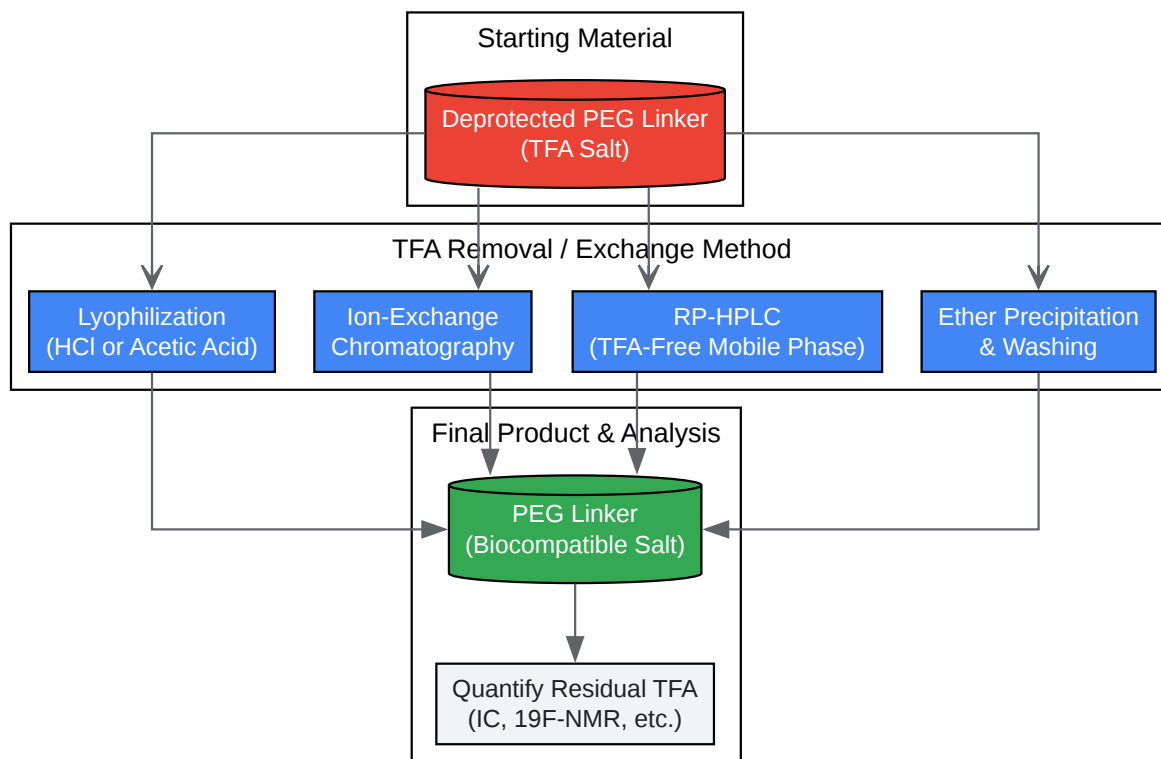 Starting Material
Deprotected PEG Linker
(TFA Salt)
TFA Removal / Exchange Method
Lyophilization
(HCl or Acetic Acid)
Ion-Exchange
Chromatography
RP-HPLC
(TFA-Free Mobile Phase)
Ether Precipitation
& Washing
Final Product & Analysis
PEG Linker
(Biocompatible Salt)
Quantify Residual TFA
(IC, 19F-NMR, etc.)